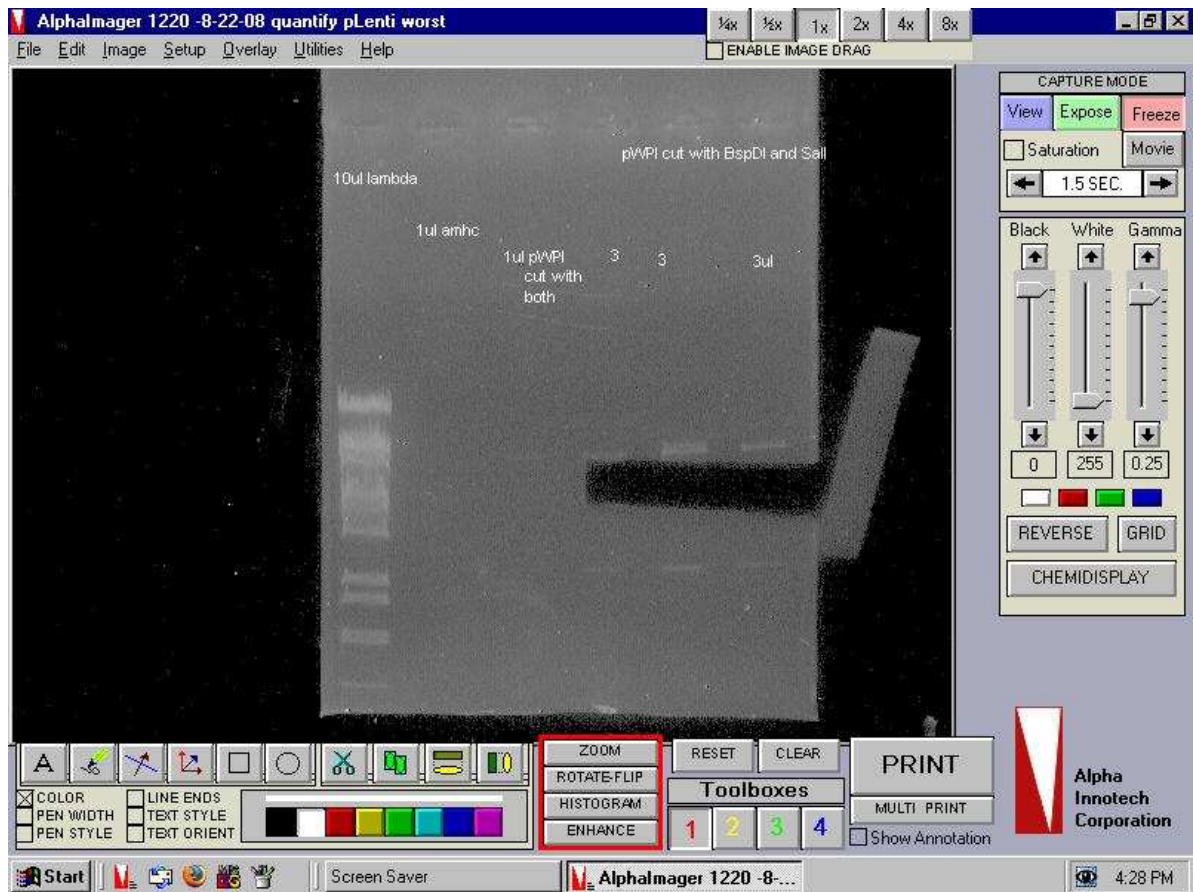 AlphaImager 1220 -8-22-08 quantify pLenti worst
¼x ½x 1x 2x 4x 8x
File Edit Image Setup Overlay Utilities Help
ENABLE IMAGE DRAG
CAPTURE MODE
View Expose Freeze
Saturation Movie
1.5 SEC.
pWPI cut with BspDI and SalI
10ul lambda
1ul amhc
1ul pWPI 3 3 3ul
cut with
both
Black White Gamma
0 255 0.25
REVERSE GRID
CHEMIDISPLAY
A
COLOR LINE ENDS
PEN WIDTH TEXT STYLE
PEN STYLE TEXT ORIENT
ZOOM
ROTATE-FLIP
HISTOGRAM
ENHANCE
RESET CLEAR
Toolboxes
1 2 3 4
PRINT
MULTI PRINT
Show Annotation
Alpha
Innotech
Corporation
Start Screen Saver AlphaImager 1220 -8-... 4:28 PM